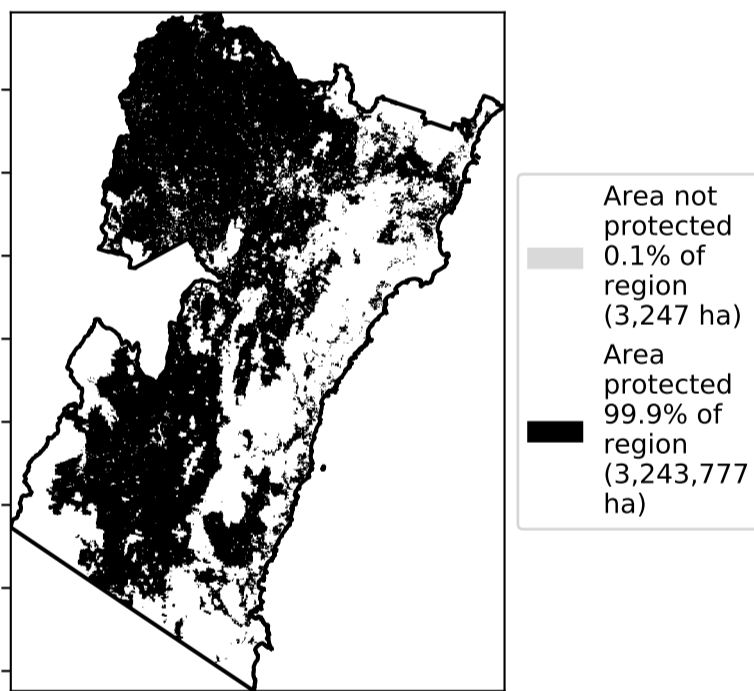 Area not
protected
0.1% of
region
(3,247 ha)
Area
protected
99.9% of
region
(3,243,777
ha)